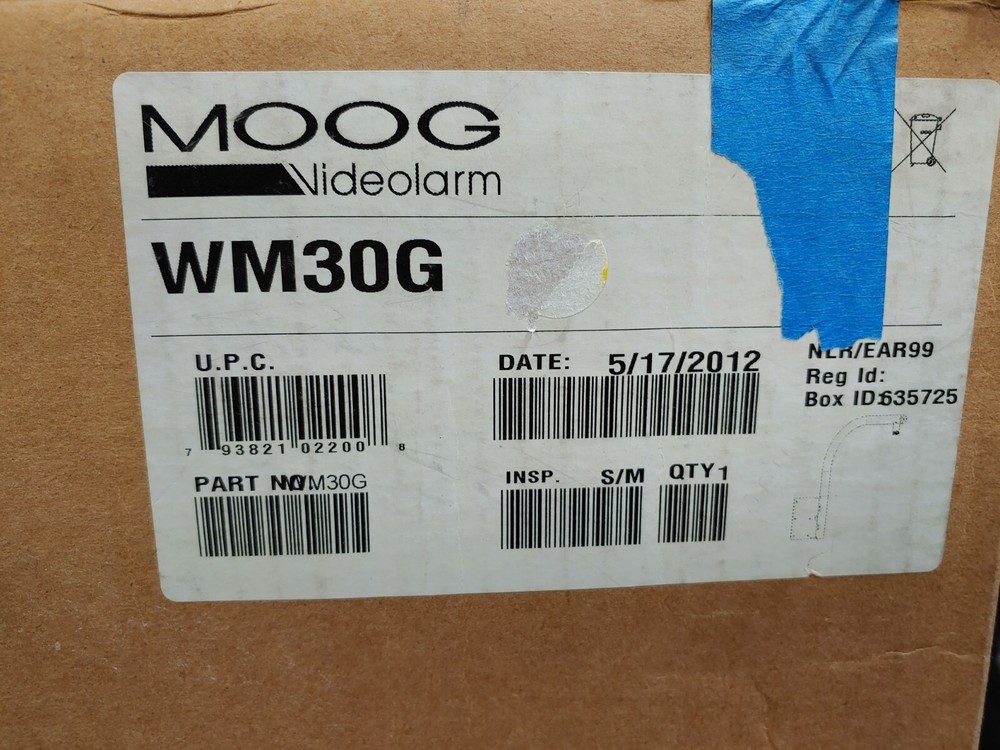 MOOG
Videolarm
WM30G
U.P.C.
7 93821 02200 8
DATE: 5/17/2012
NLR/EAR99
Reg Id:
Box ID:635725
PART NO WM30G
INSP. S/M QTY 1